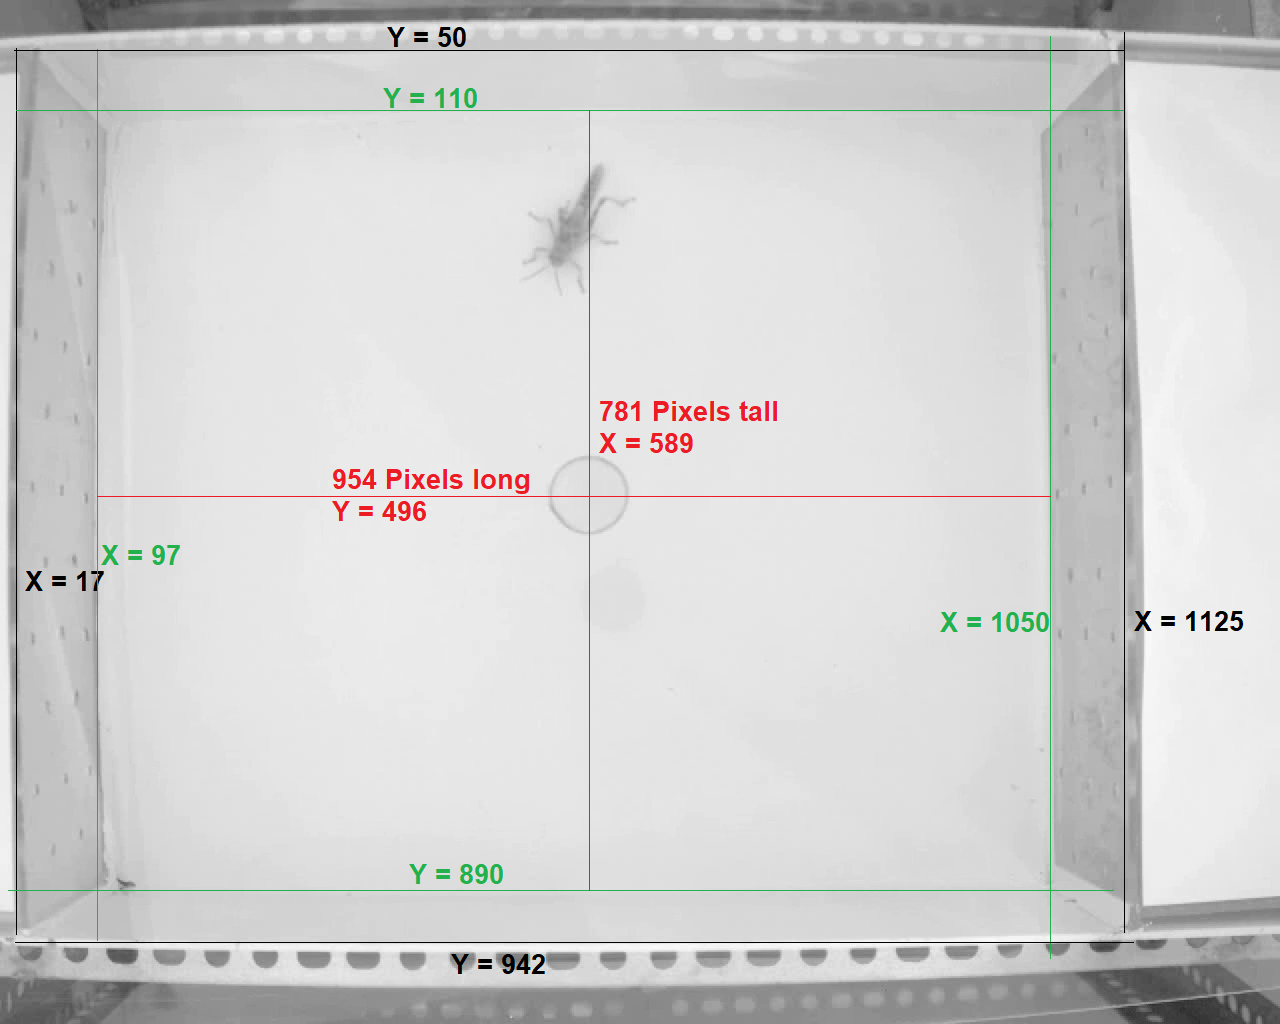 Y = 50
Y = 110
781 Pixels tall
X = 589
954 Pixels long
Y = 496
X = 97
X = 17
X = 1050
X = 1125
Y = 890
Y = 942